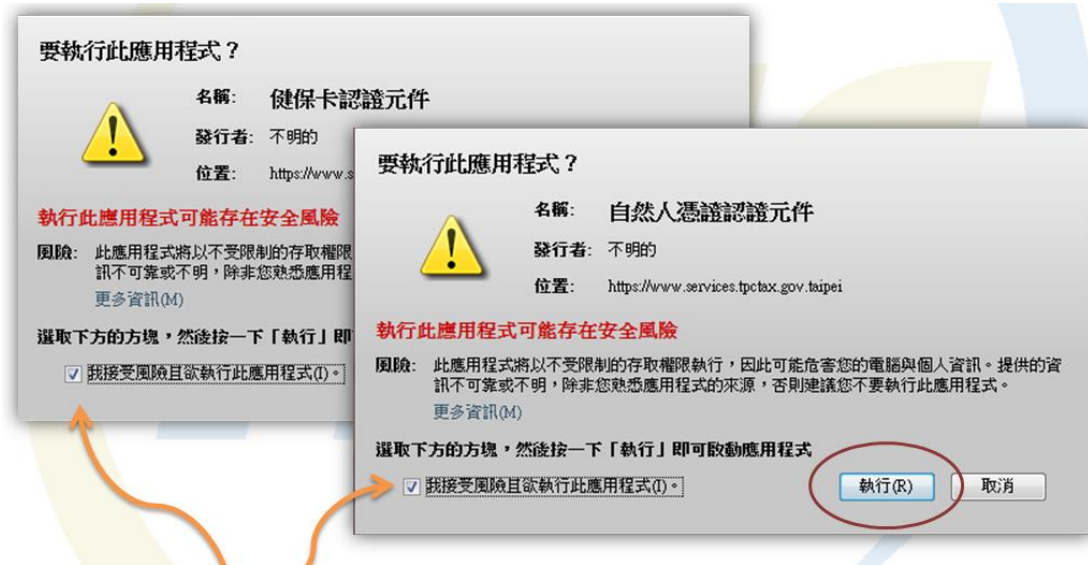 要執行此應用程式？
名稱: 健保卡認證元件
發行者: 不明的
位置: https://www.s
執行此應用程式可能存在安全風險
風險: 此應用程式將以不受限制的存取權限
訊不可靠或不明，除非您熟悉應用程
更多資訊(M)
選取下方的方塊，然後按一下「執行」即
我接受風險且欲執行此應用程式(I)。
要執行此應用程式？
名稱: 自然人憑證認證元件
發行者: 不明的
位置: https://www.services.tpctax.gov.taipei
執行此應用程式可能存在安全風險
風險: 此應用程式將以不受限制的存取權限執行，因此可能危害您的電腦與個人資訊。提供的資
訊不可靠或不明，除非您熟悉應用程式的來源，否則建議您不要執行此應用程式。
更多資訊(M)
選取下方的方塊，然後按一下「執行」即可啟動應用程式
我接受風險且欲執行此應用程式(I)。 執行(R) 取消